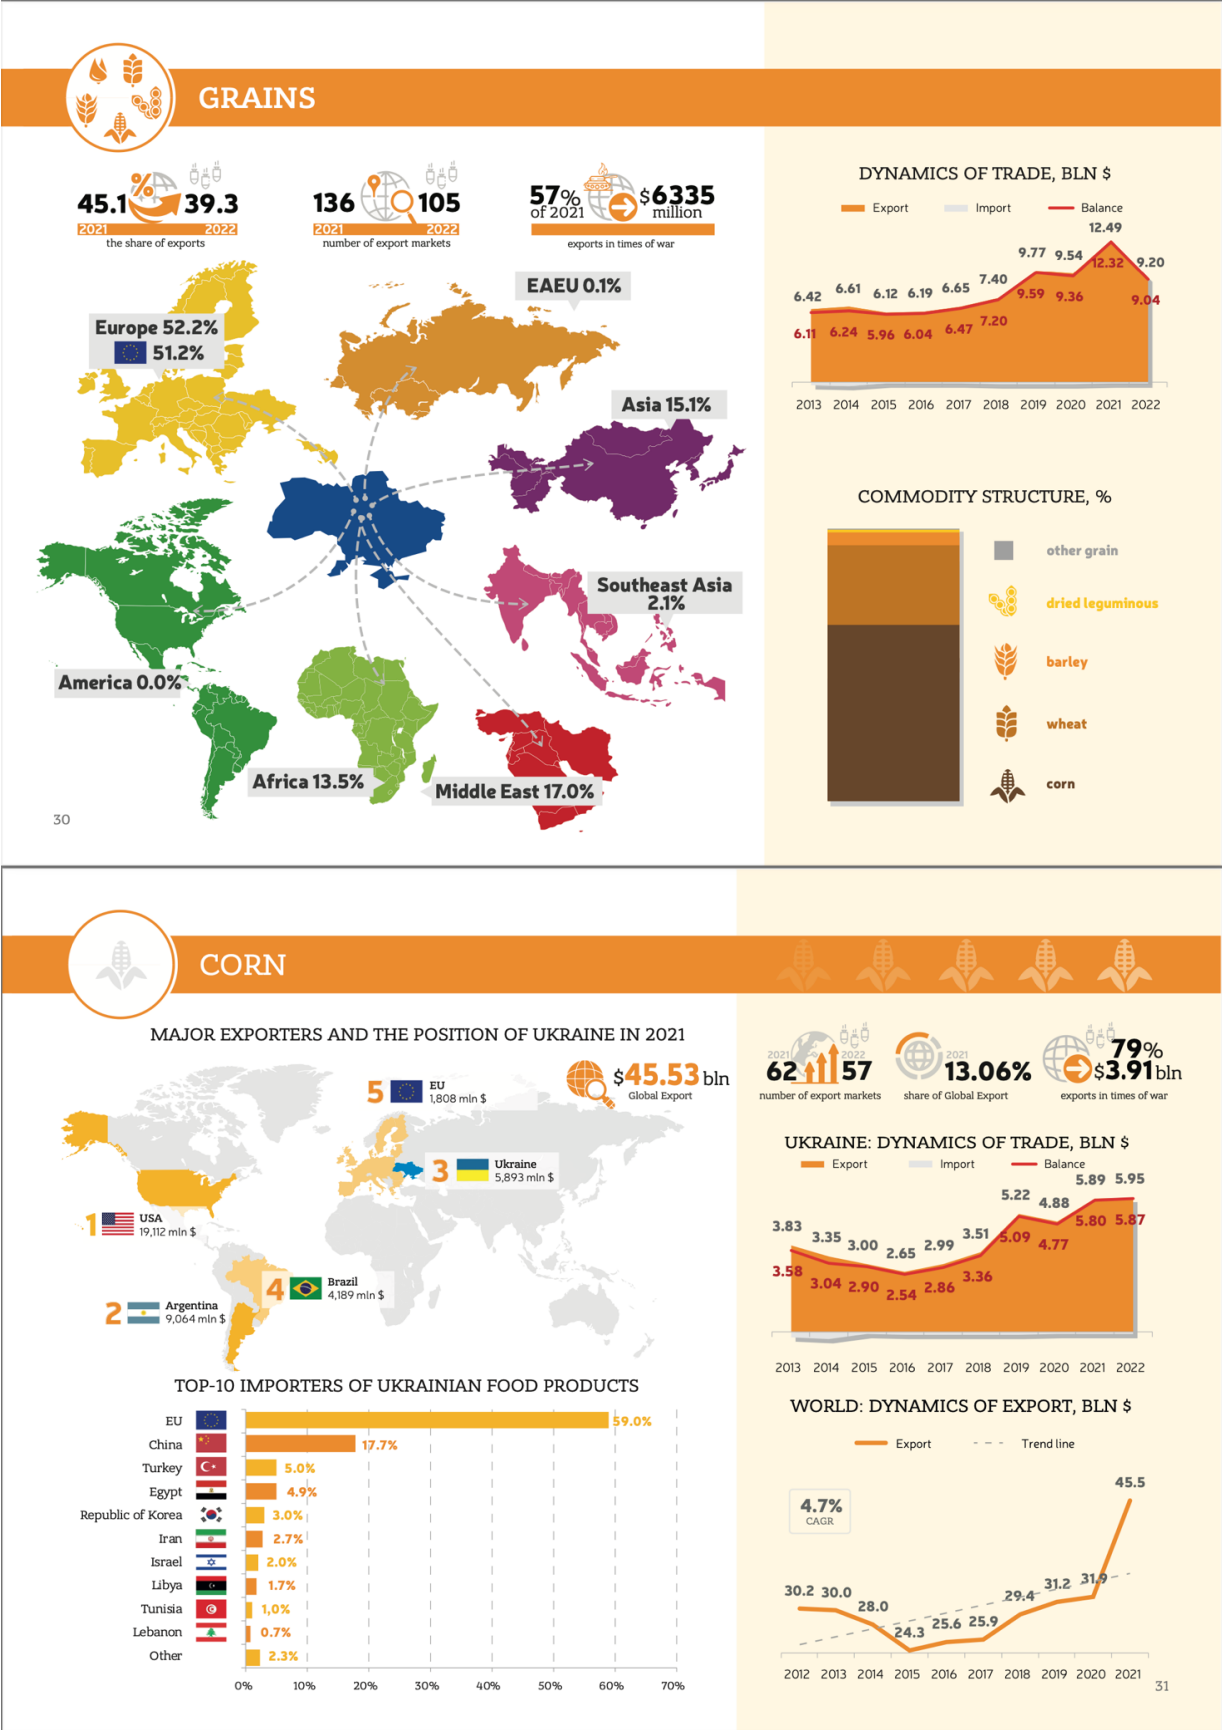 GRAINS
45.1 39.3
2021 2022
the share of exports
136 105
2021 2022
number of export markets
57% of 2021
$6335 million
exports in times of war
EAEU 0.1%
Europe 52.2%
51.2%
Asia 15.1%
Southeast Asia
2.1%
America 0.0%
Africa 13.5%
Middle East 17.0%
30
DYNAMICS OF TRADE, BLN $
Export Import Balance
6.42 6.61 6.12 6.19 6.65 7.40 9.77 9.54 12.49 9.20
6.11 6.24 5.96 6.04 6.47 7.20 9.59 9.36 12.32 9.04
2013 2014 2015 2016 2017 2018 2019 2020 2021 2022
COMMODITY STRUCTURE, %
other grain
dried leguminous
barley
wheat
corn
CORN
MAJOR EXPORTERS AND THE POSITION OF UKRAINE IN 2021
$45.53 bln
Global Export
5 EU
1,808 mln $
3 Ukraine
5,893 mln $
1 USA
19,112 mln $
4 Brazil
4,189 mln $
2 Argentina
9,064 mln $
TOP-10 IMPORTERS OF UKRAINIAN FOOD PRODUCTS
EU 59.0%
China 17.7%
Turkey 5.0%
Egypt 4.9%
Republic of Korea 3.0%
Iran 2.7%
Israel 2.0%
Libya 1.7%
Tunisia 1,0%
Lebanon 0.7%
Other 2.3%
0% 10% 20% 30% 40% 50% 60% 70%
2021 2022
62 57
number of export markets
2021
13.06%
share of Global Export
79%
$3.91 bln
exports in times of war
UKRAINE: DYNAMICS OF TRADE, BLN $
Export Import Balance
3.83 3.35 3.00 2.65 2.99 3.51 5.22 4.88 5.89 5.95
3.58 3.04 2.90 2.54 2.86 3.36 5.09 4.77 5.80 5.87
2013 2014 2015 2016 2017 2018 2019 2020 2021 2022
WORLD: DYNAMICS OF EXPORT, BLN $
Export Trend line
4.7%
CAGR
30.2 30.0 28.0 24.3 25.6 25.9 29.4 31.2 31.9 45.5
2012 2013 2014 2015 2016 2017 2018 2019 2020 2021
31